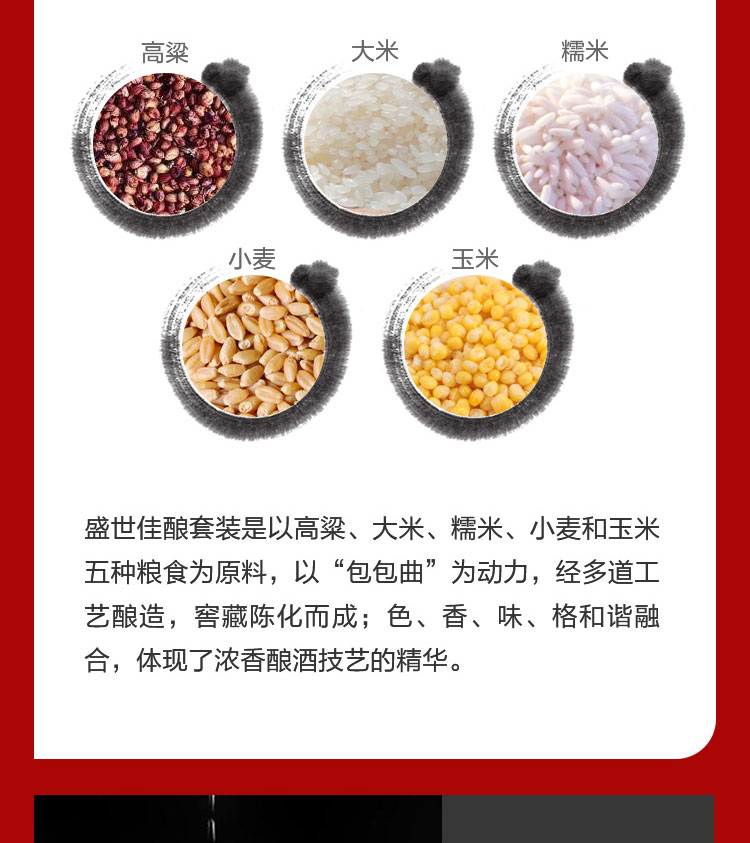 高粱 大米 糯米
小麦 玉米
盛世佳酿套装是以高粱、大米、糯米、小麦和玉米
五种粮食为原料，以“包包曲”为动力，经多道工
艺酿造，窖藏陈化而成；色、香、味、格和谐融
合，体现了浓香酿酒技艺的精华。